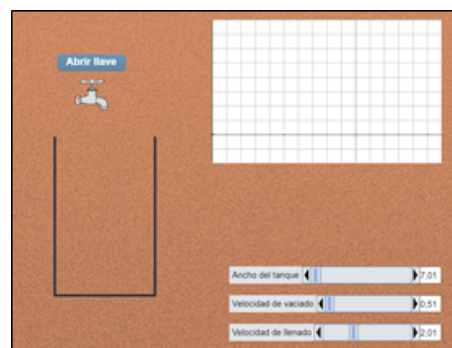 Abrir llave
Ancho del tanque 7,01
Velocidad de vaciado 0,51
Velocidad de llenado 2,01